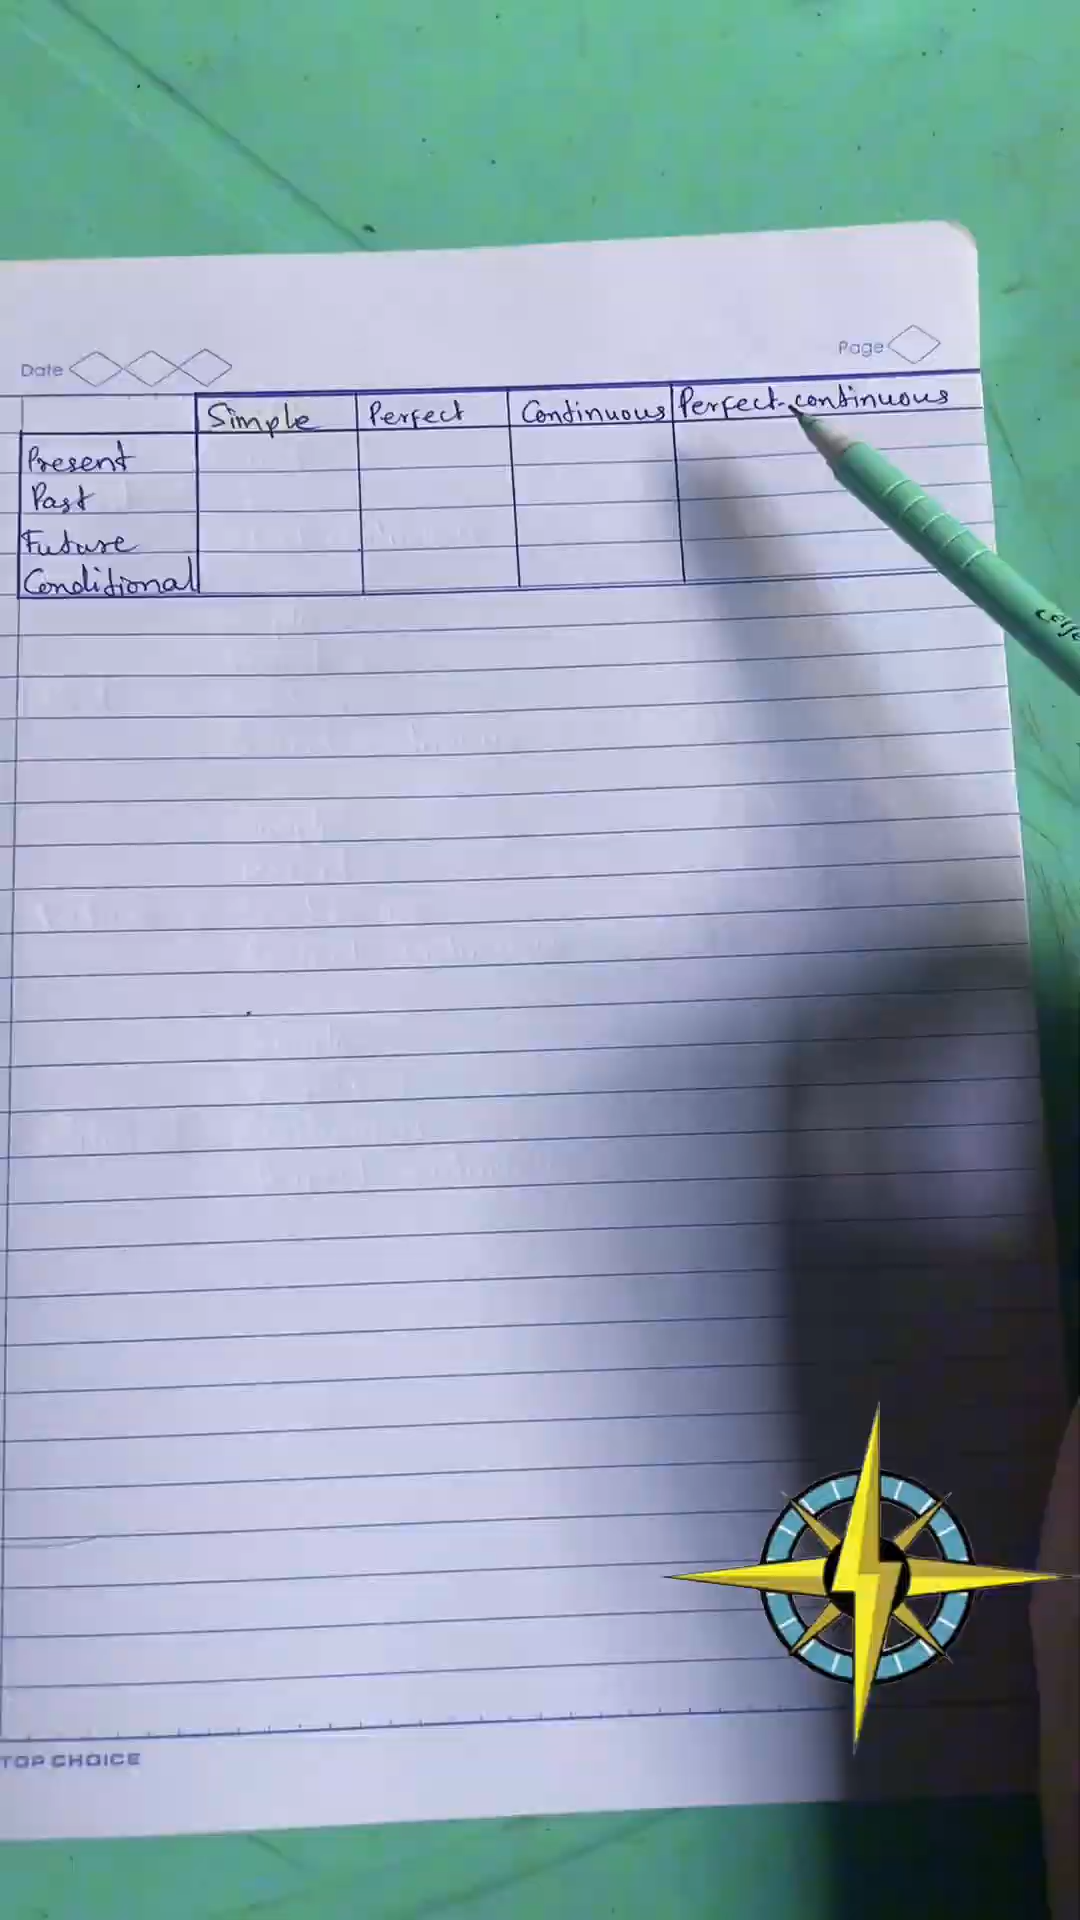 Date
Page
Simple Perfect Continuous Perfect-continuous
Present
Past
Future
Conditional
TOP CHOICE